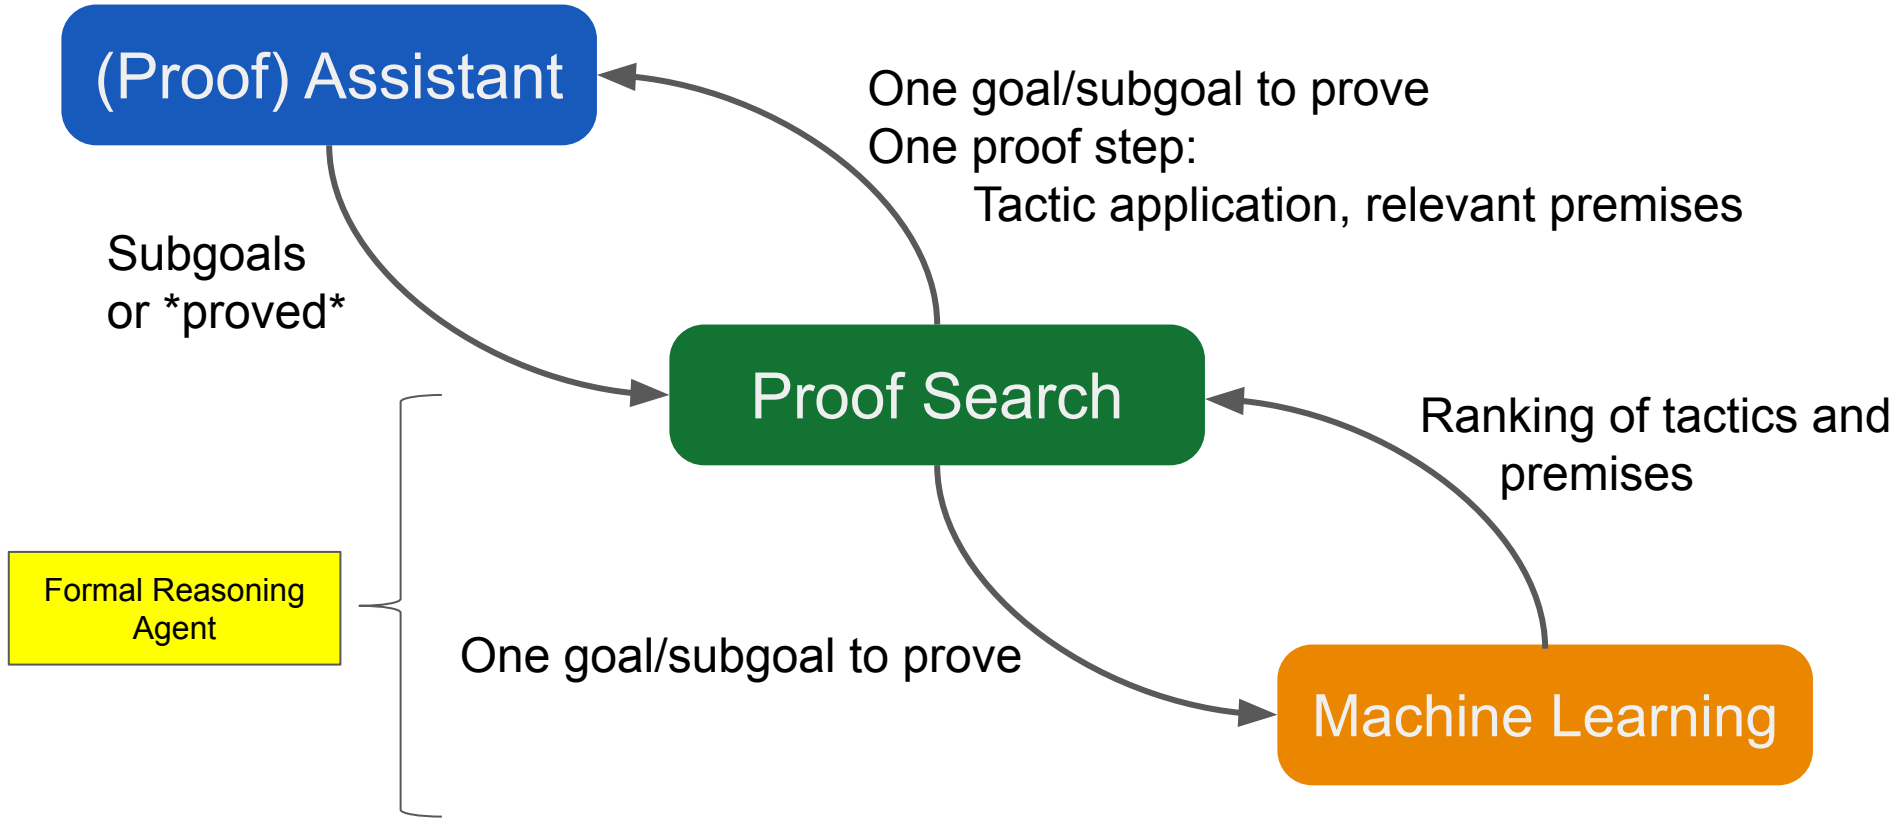 (Proof) Assistant
One goal/subgoal to prove
One proof step:
Tactic application, relevant premises
Subgoals
or *proved*
Proof Search
Ranking of tactics and
premises
Formal Reasoning
Agent
One goal/subgoal to prove
Machine Learning